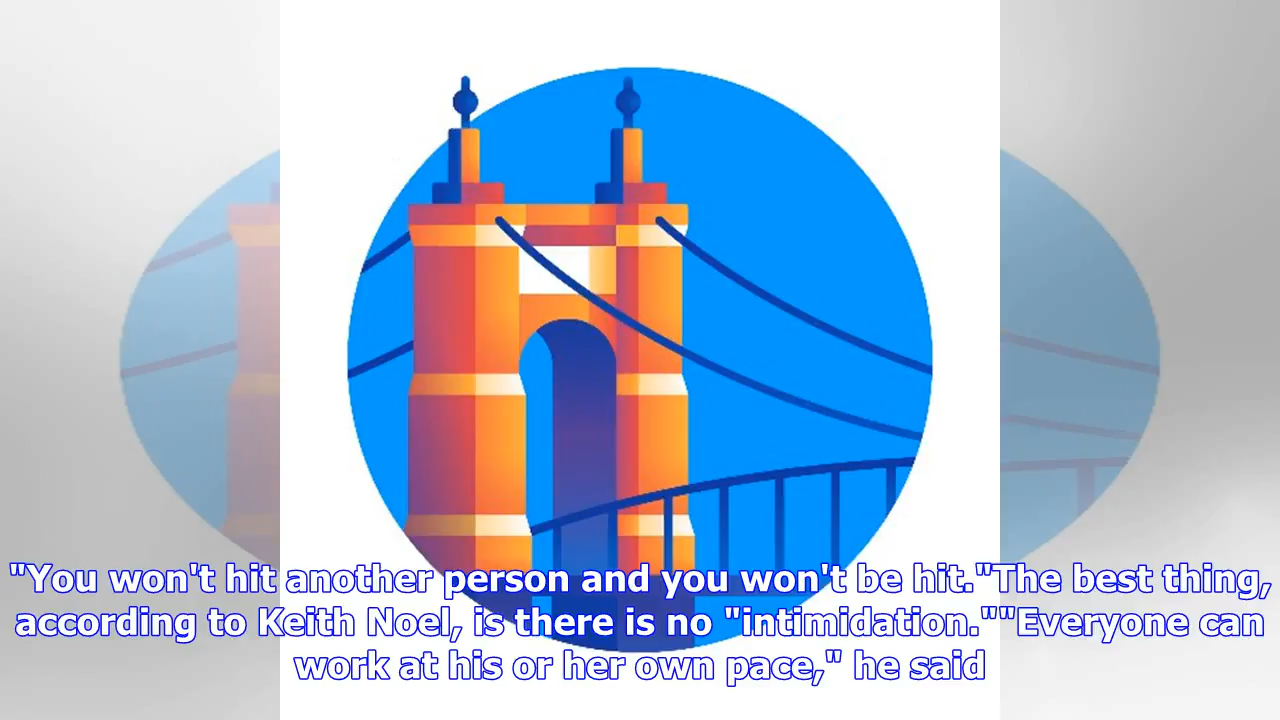 "You won't hit another person and you won't be hit."The best thing,
according to Keith Noel, is there is no "intimidation.""Everyone can
work at his or her own pace," he said